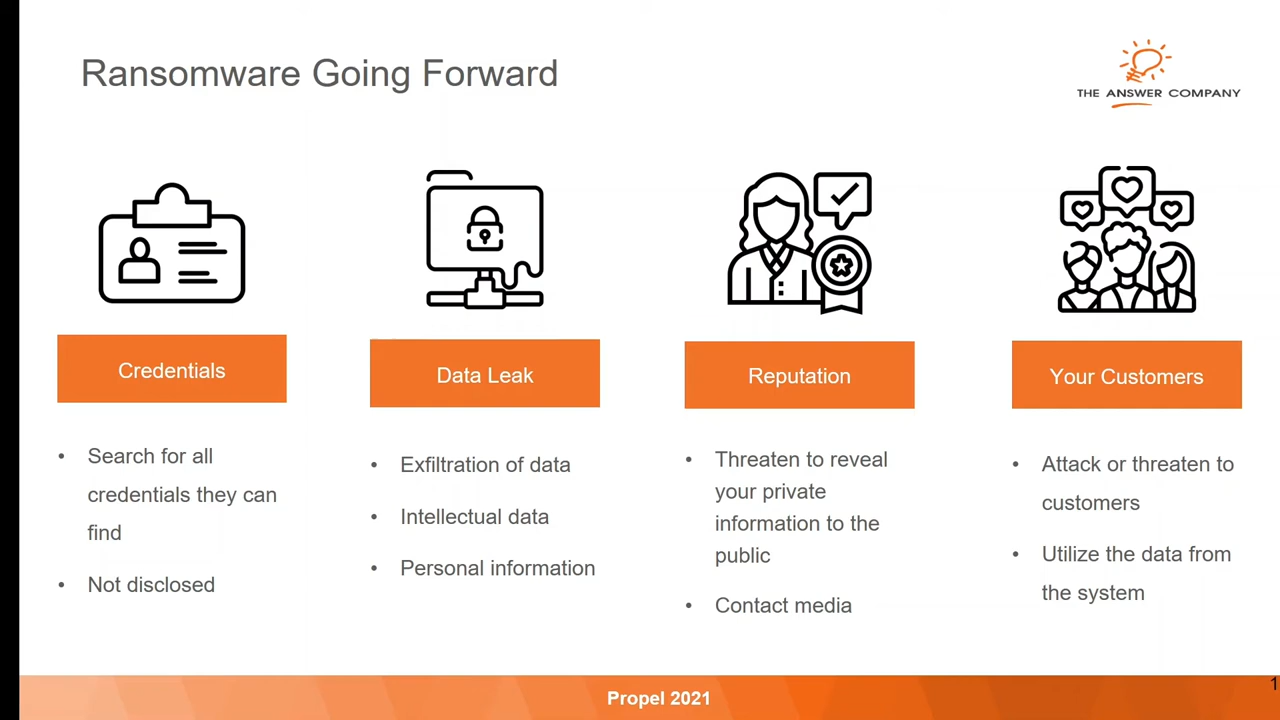 Ransomware Going Forward
THE ANSWER COMPANY
Credentials
• Search for all
credentials they can
find
• Not disclosed
Data Leak
• Exfiltration of data
• Intellectual data
• Personal information
Reputation
• Threaten to reveal
your private
information to the
public
• Contact media
Your Customers
• Attack or threaten to
customers
• Utilize the data from
the system
Propel 2021
1